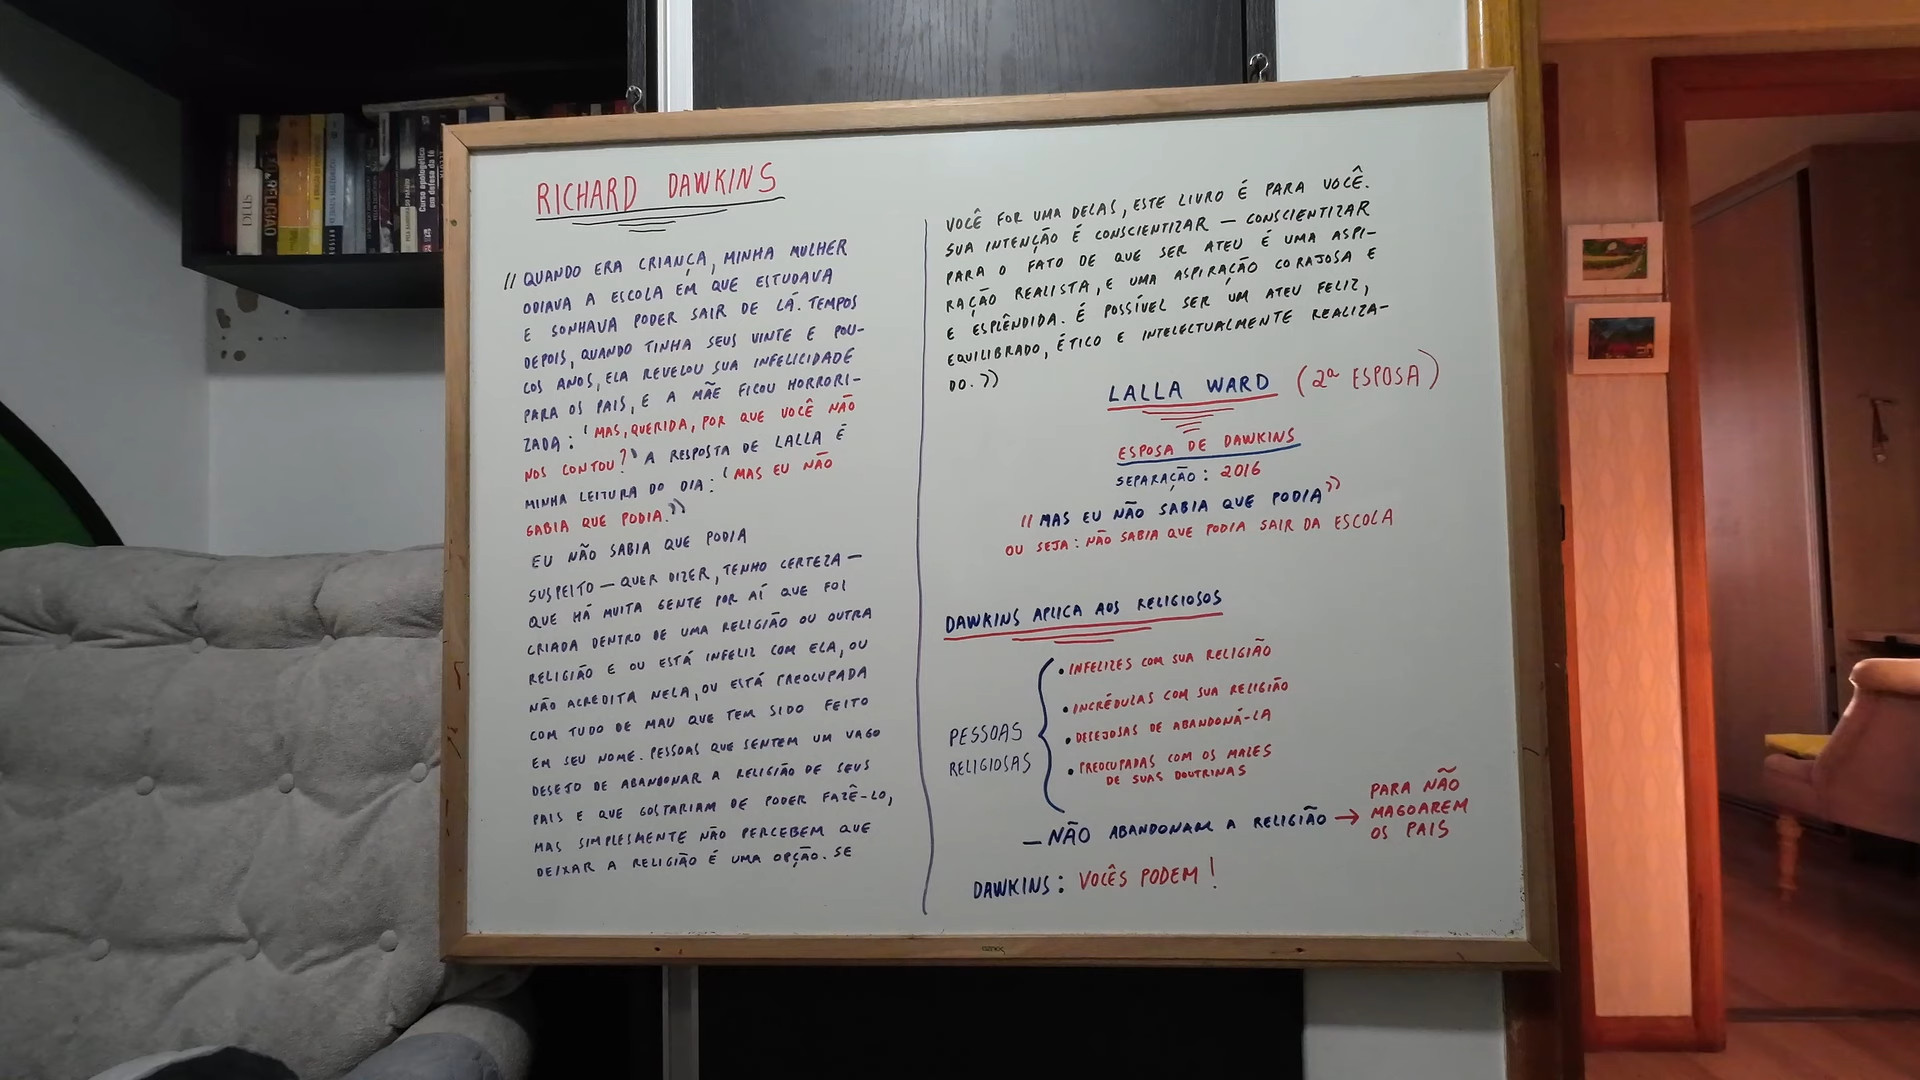 RICHARD DAWKINS
" QUANDO ERA CRIANÇA, MINHA MULHER
ODIAVA A ESCOLA EM QUE ESTUDAVA
E SONHAVA PODER SAIR DE LÁ. TEMPOS
DEPOIS, QUANDO TINHA SEUS VINTE E POU-
COS ANOS, ELA REVELOU SUA INFELICIDADE
PARA OS PAIS, E A MÃE FICOU HORRORI-
ZADA: 'MAS, QUERIDA, POR QUE VOCÊ NÃO
NOS CONTOU?' A RESPOSTA DE LALLA É
MINHA LEITURA DO DIA: 'MAS EU NÃO
SABIA QUE PODIA.'"
EU NÃO SABIA QUE PODIA
SUSPEITO — QUER DIZER, TENHO CERTEZA —
QUE HÁ MUITA GENTE POR AÍ QUE FOI
CRIADA DENTRO DE UMA RELIGIÃO OU OUTRA
RELIGIÃO E OU ESTÁ INFELIZ COM ELA, OU
NÃO ACREDITA NELA, OU ESTÁ PREOCUPADA
COM TUDO DE MAU QUE TEM SIDO FEITO
EM SEU NOME. PESSOAS QUE SENTEM UM VAGO
DESEJO DE ABANDONAR A RELIGIÃO DE SEUS
PAIS E QUE GOSTARIAM DE PODER FAZÊ-LO,
MAS SIMPLESMENTE NÃO PERCEBEM QUE
DEIXAR A RELIGIÃO É UMA OPÇÃO. SE
VOCÊ FOR UMA DELAS, ESTE LIVRO É PARA VOCÊ.
SUA INTENÇÃO É CONSCIENTIZAR — CONSCIENTIZAR
PARA O FATO DE QUE SER ATEU É UMA ASPI-
RAÇÃO REALISTA, E UMA ASPIRAÇÃO CORAJOSA E
E ESPLÊNDIDA. É POSSÍVEL SER UM ATEU FELIZ,
EQUILIBRADO, ÉTICO E INTELECTUALMENTE REALIZA-
DO."
LALLA WARD (2ª ESPOSA)
ESPOSA DE DAWKINS
SEPARAÇÃO: 2016
" MAS EU NÃO SABIA QUE PODIA"
OU SEJA: NÃO SABIA QUE PODIA SAIR DA ESCOLA
DAWKINS APLICA AOS RELIGIOSOS
PESSOAS
RELIGIOSAS
• INFELIZES COM SUA RELIGIÃO
• INCRÉDULAS COM SUA RELIGIÃO
• DESEJOSAS DE ABANDONÁ-LA
• PREOCUPADAS COM OS MALES
DE SUAS DOUTRINAS
— NÃO ABANDONAM A RELIGIÃO → PARA NÃO
MAGOAREM
OS PAIS
DAWKINS: VOCÊS PODEM!